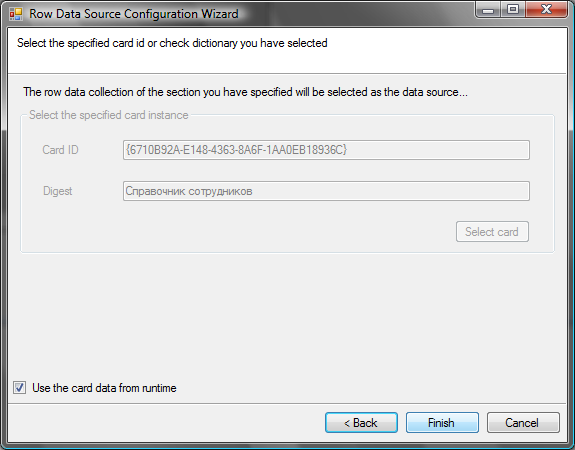 Row Data Source Configuration Wizard
Select the specified card id or check dictionary you have selected
The row data collection of the section you have specified will be selected as the data source...
Select the specified card instance
Card ID {6710B92A-E148-4363-8A6F-1AA0EB18936C}
Digest Справочник сотрудников
Select card
Use the card data from runtime
< Back Finish Cancel